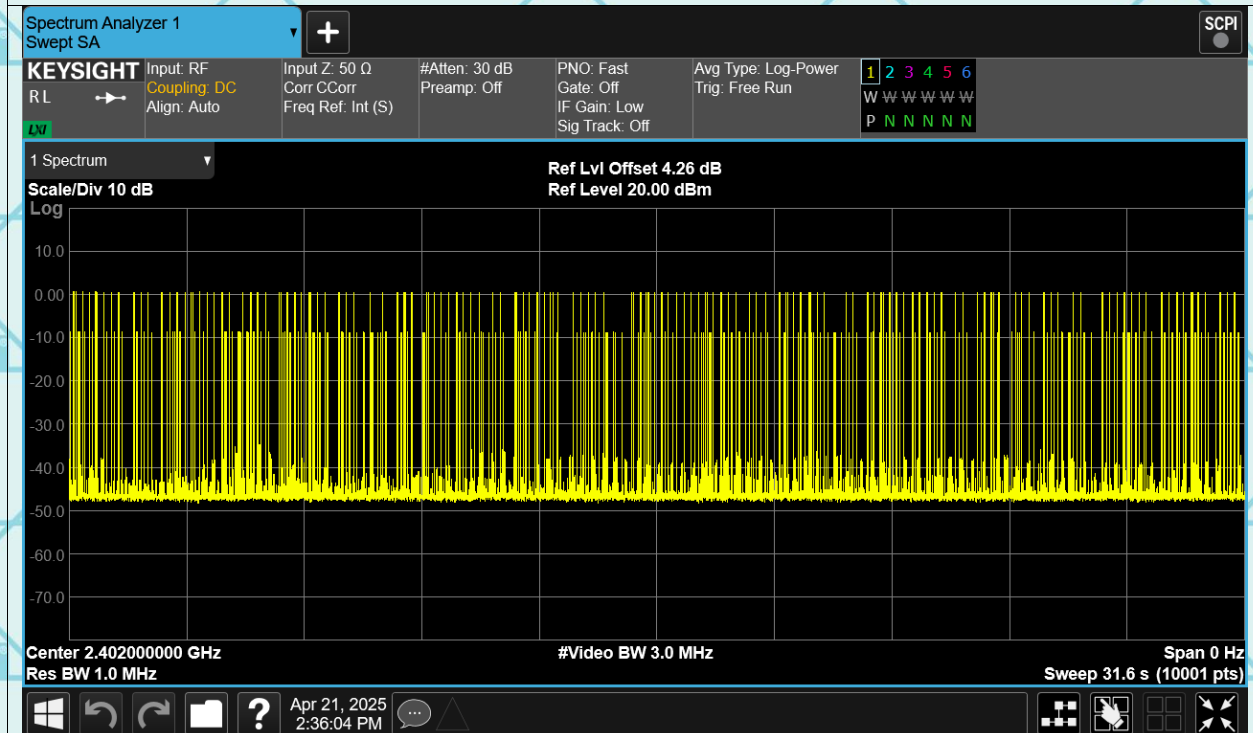 Spectrum Analyzer 1
Swept SA
+
SCPI
KEYSIGHT Input: RF Input Z: 50 Ω #Atten: 30 dB PNO: Fast Avg Type: Log-Power 1 2 3 4 5 6
RL Coupling: DC Corr CCorr Preamp: Off Gate: Off Trig: Free Run W W W W W W
Align: Auto Freq Ref: Int (S) IF Gain: Low P N N N N N
LXI Sig Track: Off
1 Spectrum
Ref Lvl Offset 4.26 dB
Scale/Div 10 dB Ref Level 20.00 dBm
Log
10.0
0.00
-10.0
-20.0
-30.0
-40.0
-50.0
-60.0
-70.0
Center 2.402000000 GHz #Video BW 3.0 MHz Span 0 Hz
Res BW 1.0 MHz Sweep 31.6 s (10001 pts)
? Apr 21, 2025
2:36:04 PM